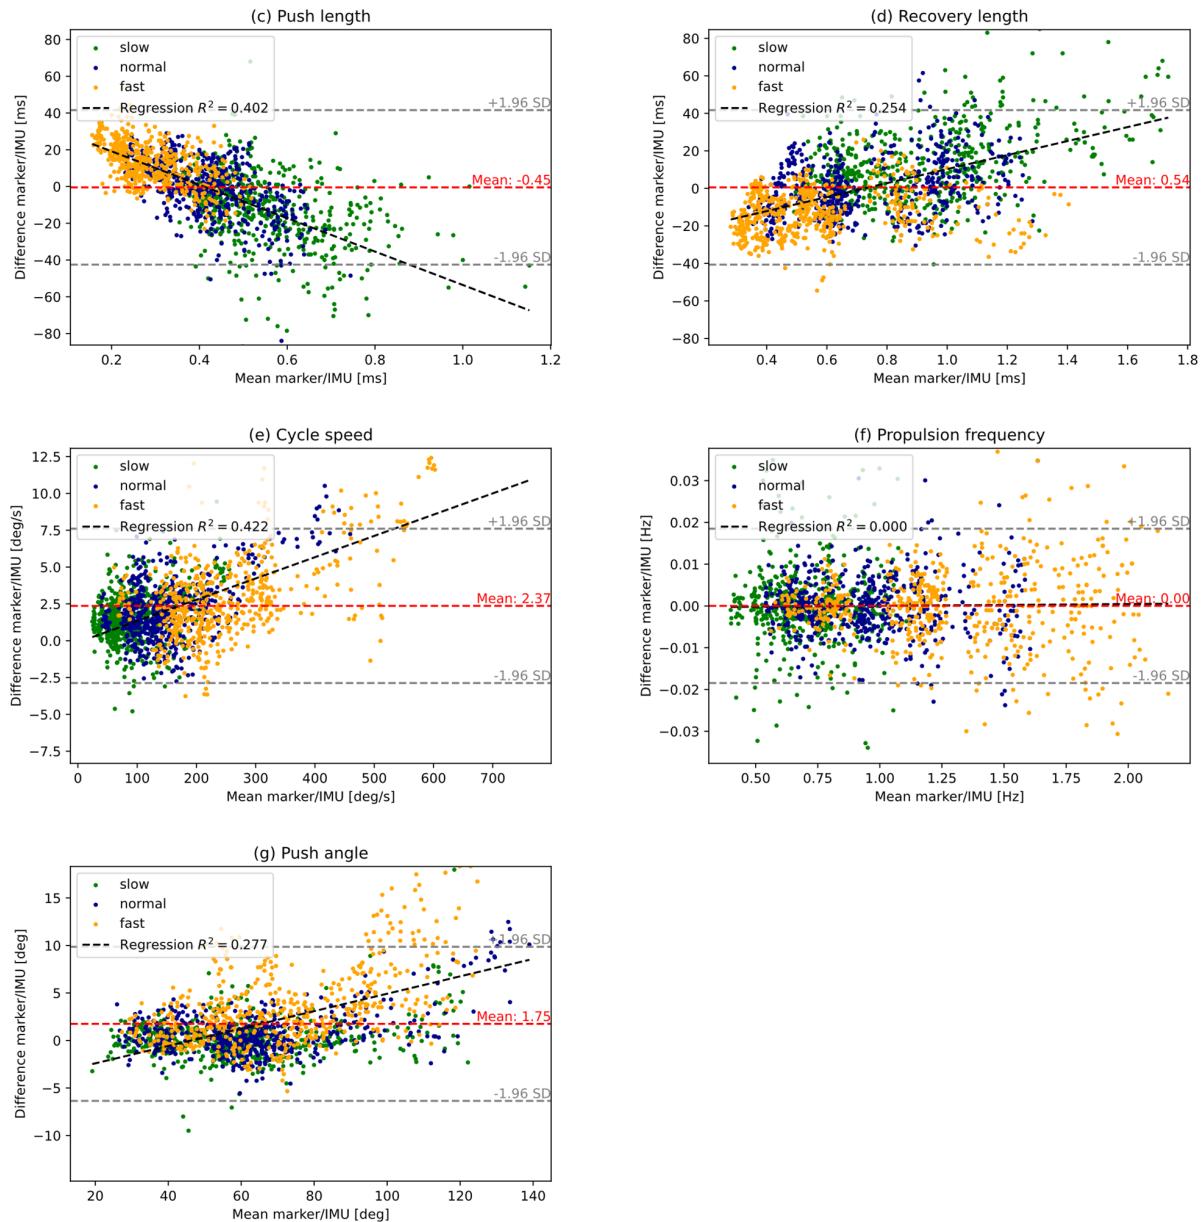 (c) Push length
80
60
40
20
0
−20
−40
−60
−80
Difference marker/IMU [ms]
slow
normal
fast
Regression R² = 0.402
+1.96 SD
Mean: -0.45
-1.96 SD
0.2 0.4 0.6 0.8 1.0 1.2
Mean marker/IMU [ms]
(d) Recovery length
80
60
40
20
0
−20
−40
−60
−80
Difference marker/IMU [ms]
slow
normal
fast
Regression R² = 0.254
+1.96 SD
Mean: 0.54
-1.96 SD
0.4 0.6 0.8 1.0 1.2 1.4 1.6 1.8
Mean marker/IMU [ms]
(e) Cycle speed
12.5
10.0
7.5
5.0
2.5
0.0
−2.5
−5.0
−7.5
Difference marker/IMU [deg/s]
slow
normal
fast
Regression R² = 0.422
+1.96 SD
Mean: 2.37
-1.96 SD
0 100 200 300 400 500 600 700
Mean marker/IMU [deg/s]
(f) Propulsion frequency
0.03
0.02
0.01
0.00
−0.01
−0.02
−0.03
Difference marker/IMU [Hz]
slow
normal
fast
Regression R² = 0.000
+1.96 SD
Mean: 0.00
-1.96 SD
0.50 0.75 1.00 1.25 1.50 1.75 2.00
Mean marker/IMU [Hz]
(g) Push angle
15
10
5
0
−5
−10
Difference marker/IMU [deg]
slow
normal
fast
Regression R² = 0.277
+1.96 SD
Mean: 1.75
-1.96 SD
20 40 60 80 100 120 140
Mean marker/IMU [deg]